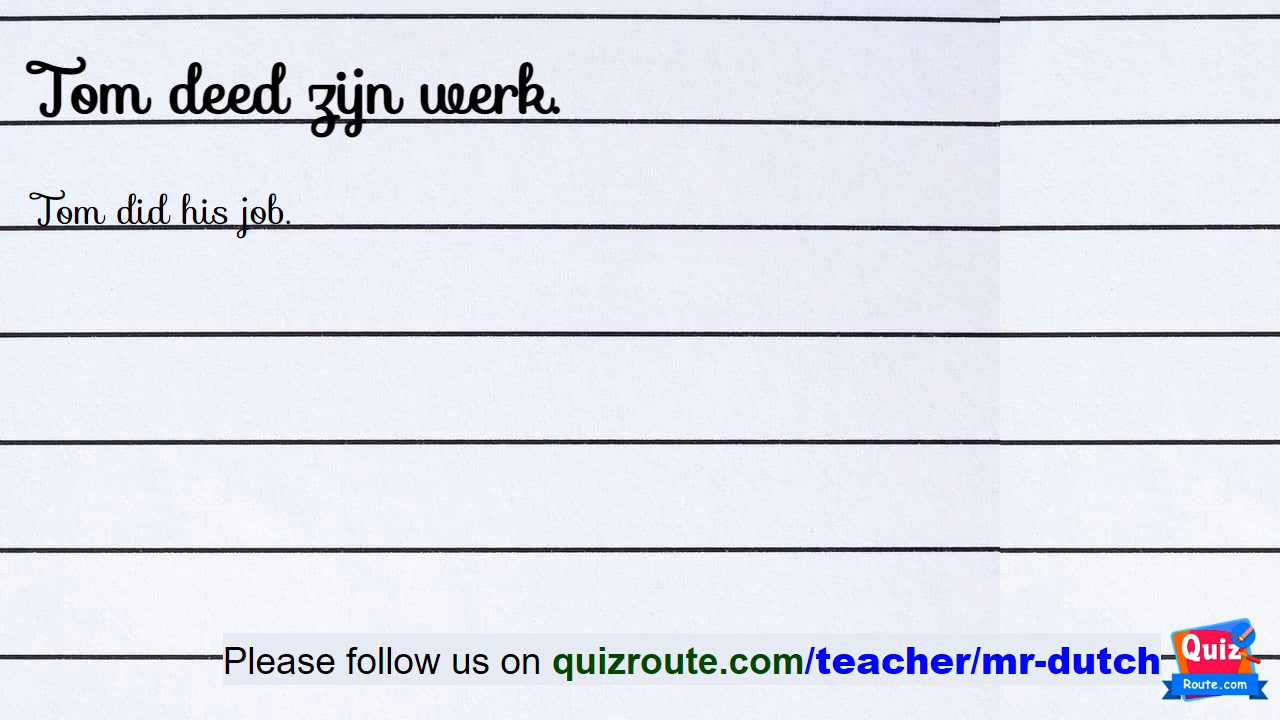 Tom deed zijn werk.
Tom did his job.
Please follow us on quizroute.com/teacher/mr-dutch
Quiz
Route.com